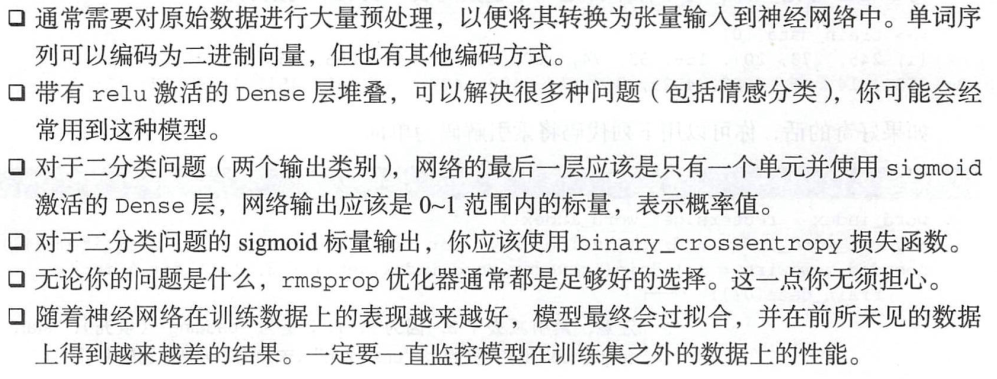 ❑ 通常需要对原始数据进行大量预处理，以便将其转换为张量输入到神经网络中。单词序
列可以编码为二进制向量，但也有其他编码方式。
❑ 带有 relu 激活的 Dense 层堆叠，可以解决很多种问题（包括情感分类），你可能会经
常用到这种模型。
❑ 对于二分类问题（两个输出类别），网络的最后一层应该是只有一个单元并使用 sigmoid
激活的 Dense 层，网络输出应该是 0~1 范围内的标量，表示概率值。
❑ 对于二分类问题的 sigmoid 标量输出，你应该使用 binary_crossentropy 损失函数。
❑ 无论你的问题是什么，rmsprop 优化器通常都是足够好的选择。这一点你无须担心。
❑ 随着神经网络在训练数据上的表现越来越好，模型最终会过拟合，并在前所未见的数据
上得到越来越差的结果。一定要一直监控模型在训练集之外的数据上的性能。